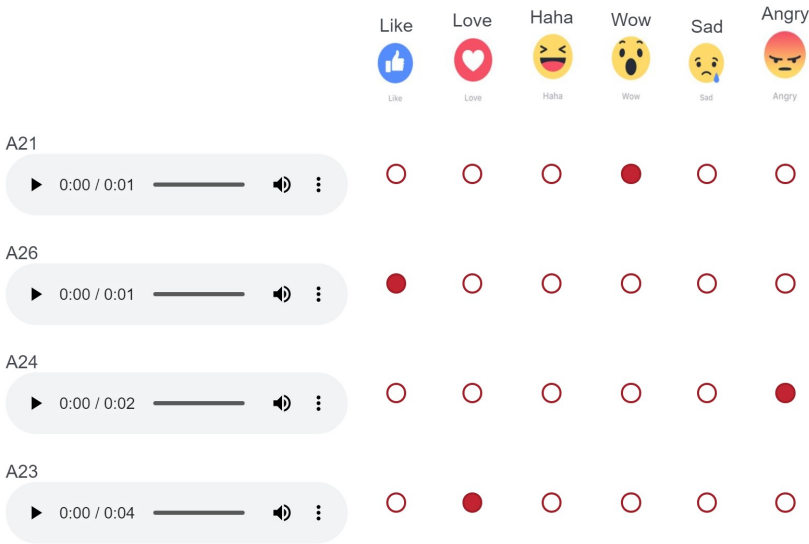 Like Love Haha Wow Sad Angry
Like Love Haha Wow Sad Angry
A21
0:00 / 0:01
A26
0:00 / 0:01
A24
0:00 / 0:02
A23
0:00 / 0:04